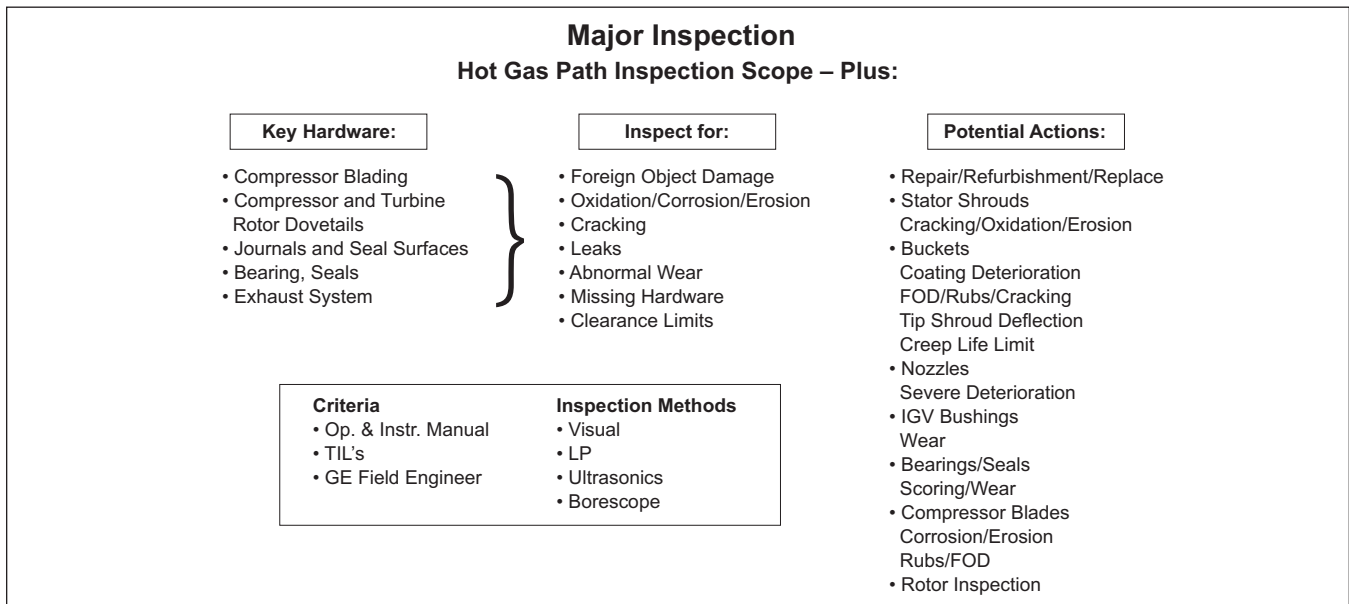 Major Inspection
Hot Gas Path Inspection Scope – Plus:
Key Hardware:
• Compressor Blading
• Compressor and Turbine
Rotor Dovetails
• Journals and Seal Surfaces
• Bearing, Seals
• Exhaust System
Inspect for:
• Foreign Object Damage
• Oxidation/Corrosion/Erosion
• Cracking
• Leaks
• Abnormal Wear
• Missing Hardware
• Clearance Limits
Potential Actions:
• Repair/Refurbishment/Replace
• Stator Shrouds
Cracking/Oxidation/Erosion
• Buckets
Coating Deterioration
FOD/Rubs/Cracking
Tip Shroud Deflection
Creep Life Limit
• Nozzles
Severe Deterioration
• IGV Bushings
Wear
• Bearings/Seals
Scoring/Wear
• Compressor Blades
Corrosion/Erosion
Rubs/FOD
• Rotor Inspection
Criteria
• Op. & Instr. Manual
• TIL's
• GE Field Engineer
Inspection Methods
• Visual
• LP
• Ultrasonics
• Borescope